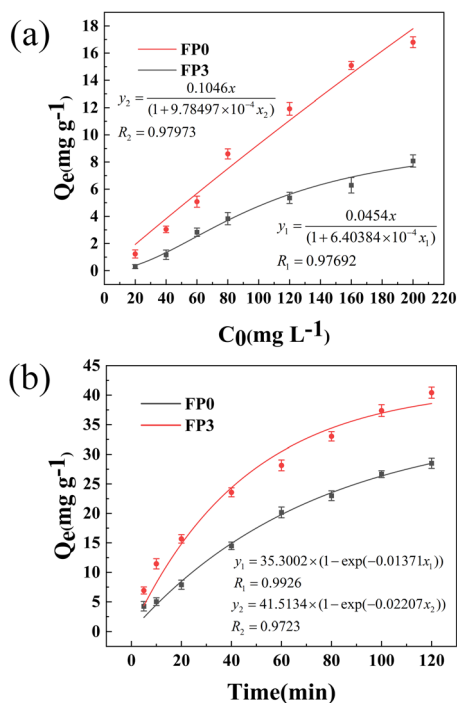 (a)
FP0
FP3
y₂ = 0.1046x / (1+9.78497×10⁻⁴ x₂)
R₂ = 0.97973
y₁ = 0.0454x / (1+6.40384×10⁻⁴ x₁)
R₁ = 0.97692
Qe(mg g-1)
18
16
14
12
10
8
6
4
2
0
0 20 40 60 80 100 120 140 160 180 200 220
C0(mg L-1)
(b)
FP0
FP3
y₁ = 35.3002×(1−exp(−0.01371x₁))
R₁ = 0.9926
y₂ = 41.5134×(1−exp(−0.02207x₂))
R₂ = 0.9723
Qe(mg g-1)
45
40
35
30
25
20
15
10
5
0
0 20 40 60 80 100 120
Time(min)